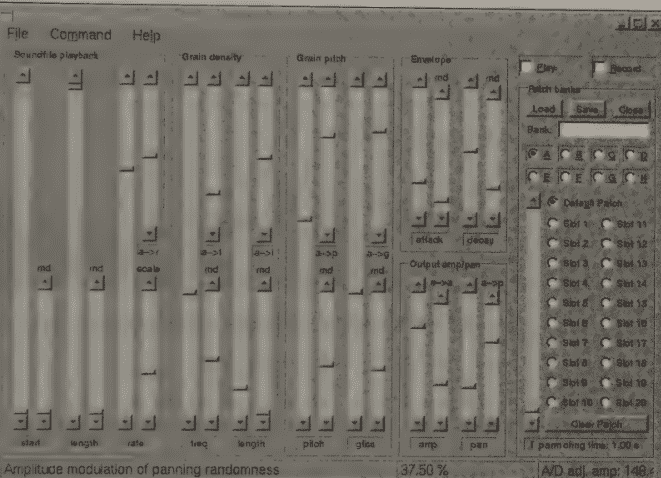 File Command Help
Soundfile playback
Grain density
Grain pitch
Envelope
rnd
rnd
Play
Record
Patch banks
Load Save Close
Bank:
A B C D
E F G H
Default Patch
Slot 1 Slot 11
Slot 2 Slot 12
Slot 3 Slot 13
Slot 4 Slot 14
Slot 5 Slot 15
Slot 6 Slot 16
Slot 7 Slot 17
Slot 8 Slot 18
Slot 9 Slot 19
Slot 10 Slot 20
Clear Patch
attack decay
a->r a->l a->p a->g
rnd rnd scale rnd rnd rnd rnd
Output amp/pan
a->a a->p
start length rate freq length pitch gliss amp pan
Amplitude modulation of panning randomness
37.50 %
A/D adj. amp: 148.